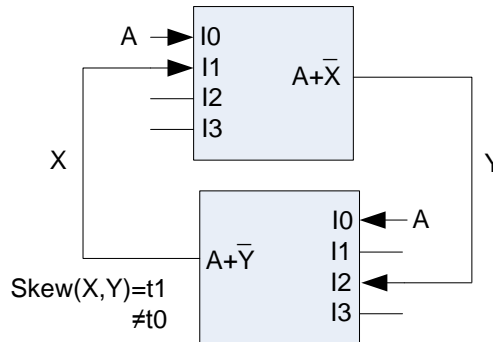 A
I0
I1
I2
I3
A+X̅
X
Y
A+Y̅
I0
I1
I2
I3
A
Skew(X,Y)=t1
≠t0